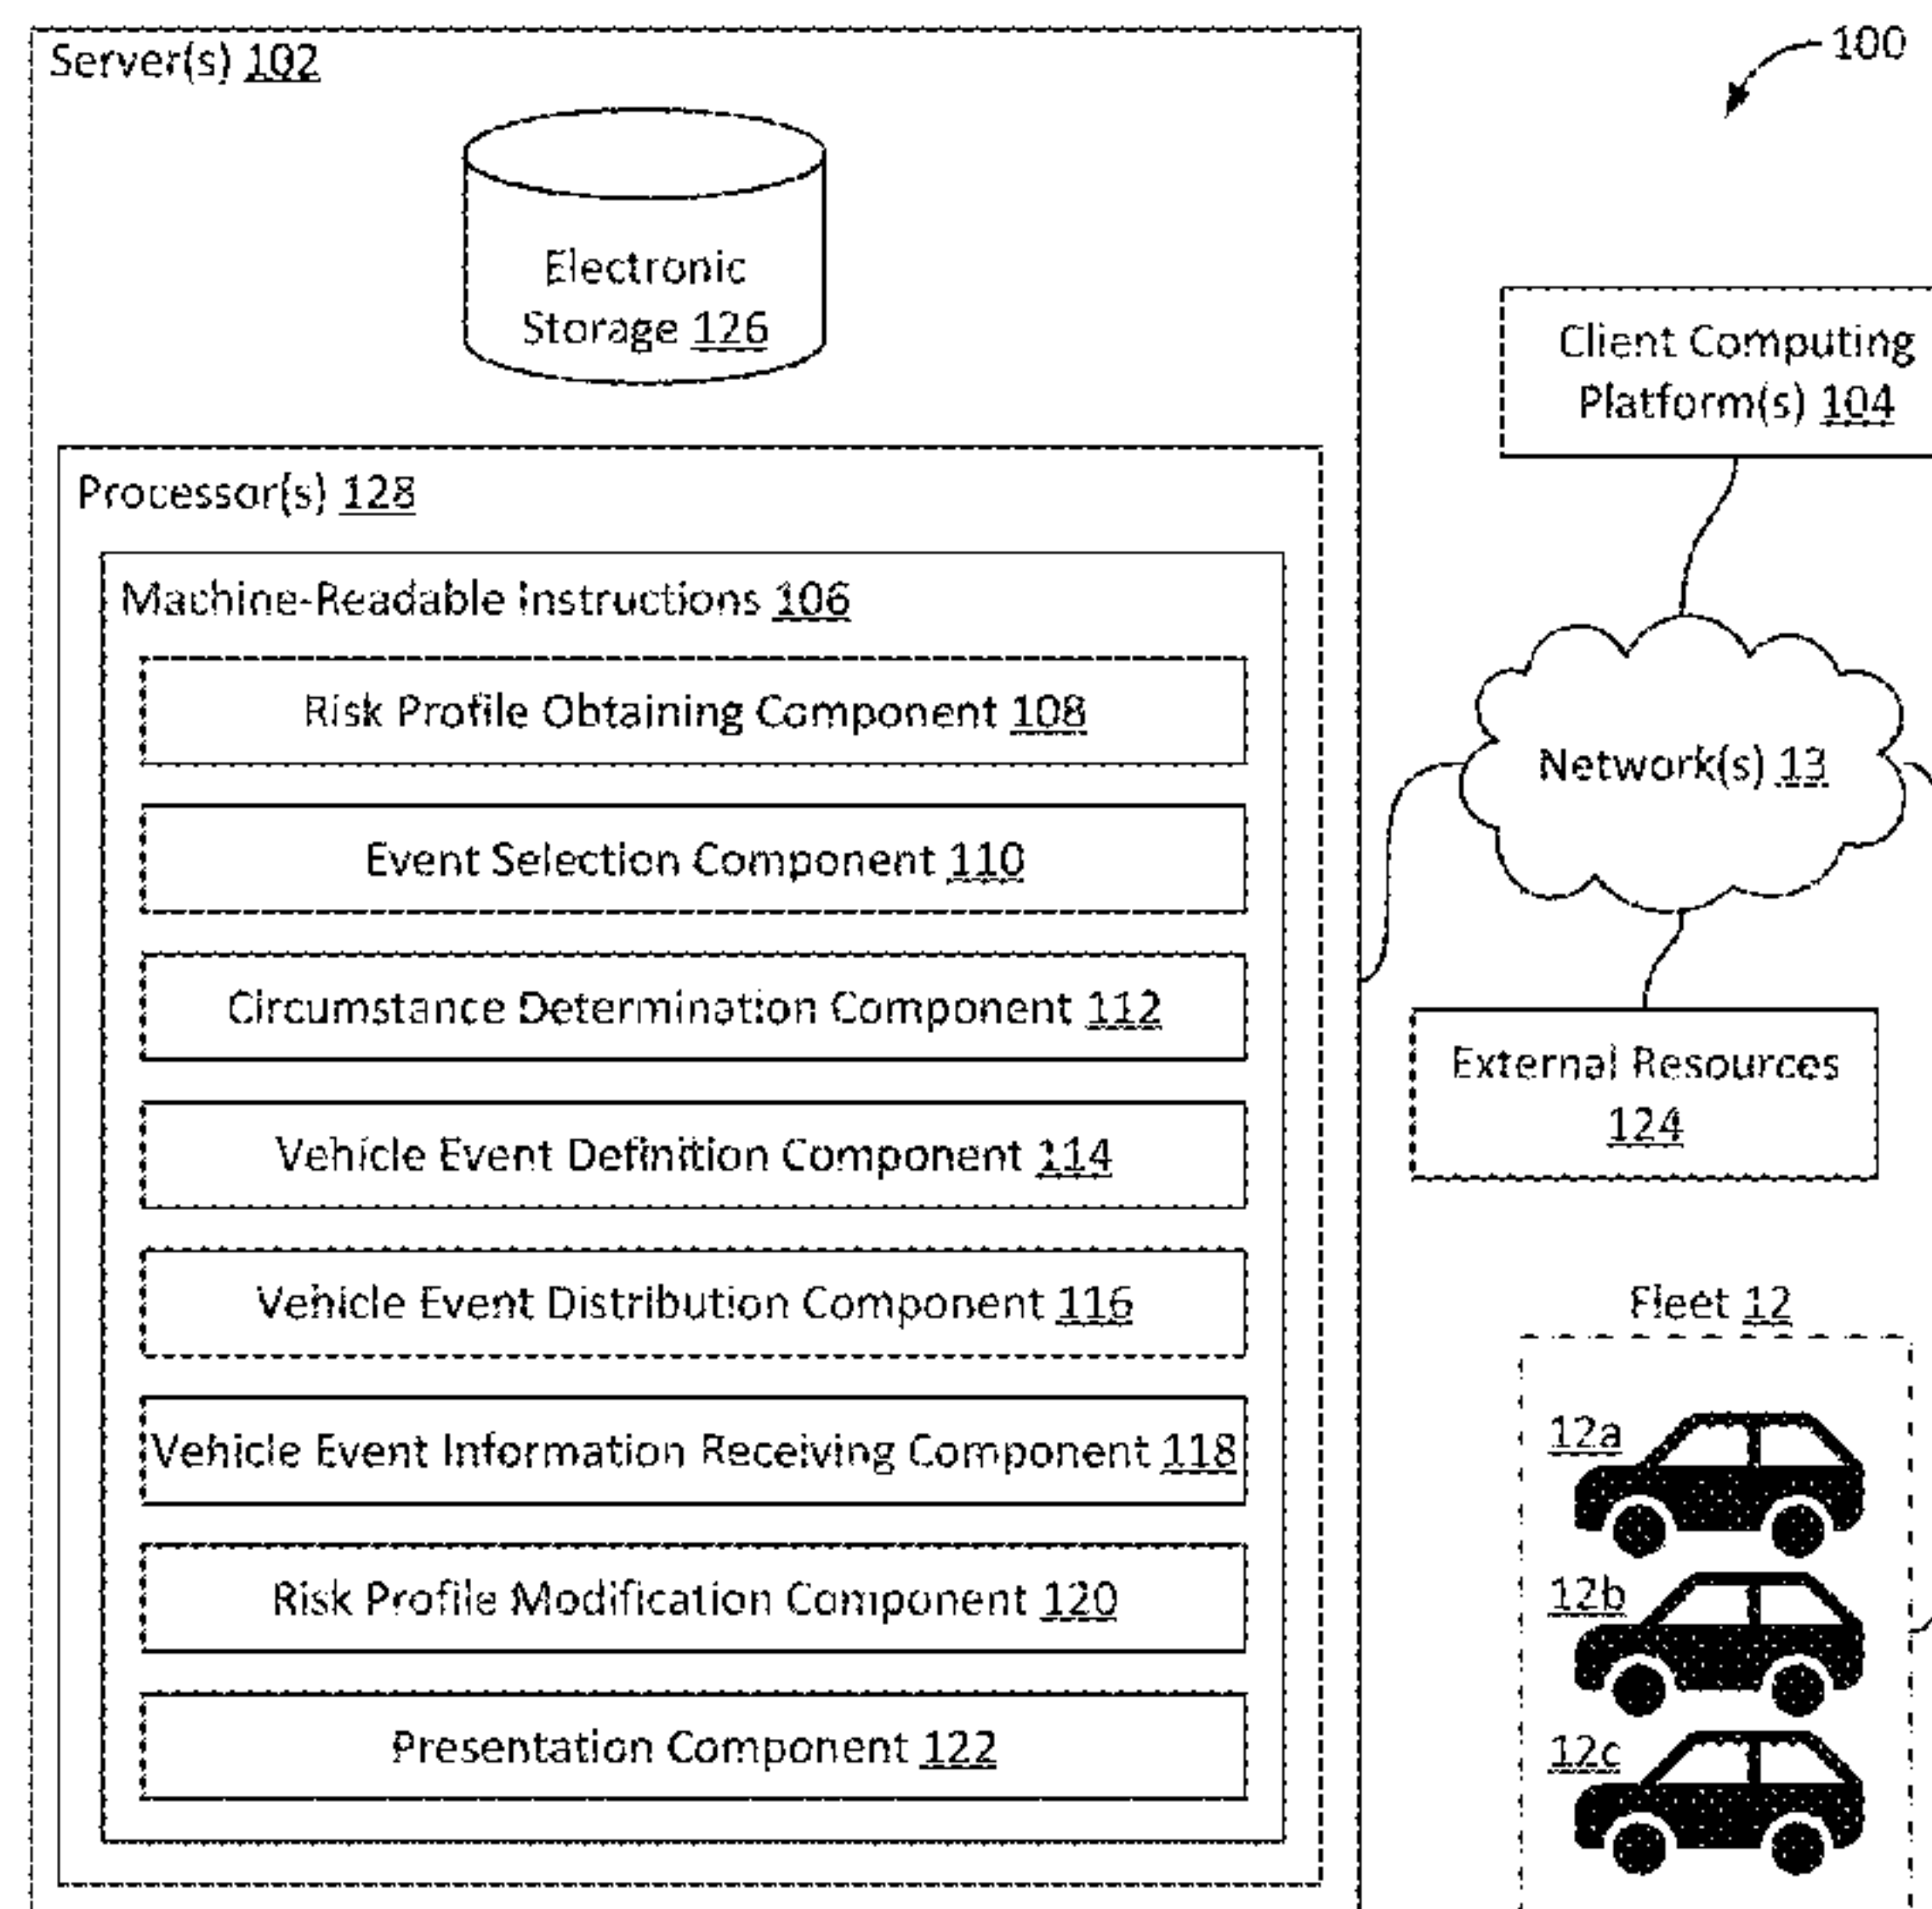 Server(s) 102
100
Electronic
Storage 126
Client Computing
Platform(s) 104
Processor(s) 128
Machine-Readable Instructions 106
Risk Profile Obtaining Component 108
Event Selection Component 110
Circumstance Determination Component 112
Vehicle Event Definition Component 114
Vehicle Event Distribution Component 116
Vehicle Event Information Receiving Component 118
Risk Profile Modification Component 120
Presentation Component 122
Network(s) 13
External Resources
124
Fleet 12
12a
12b
12c